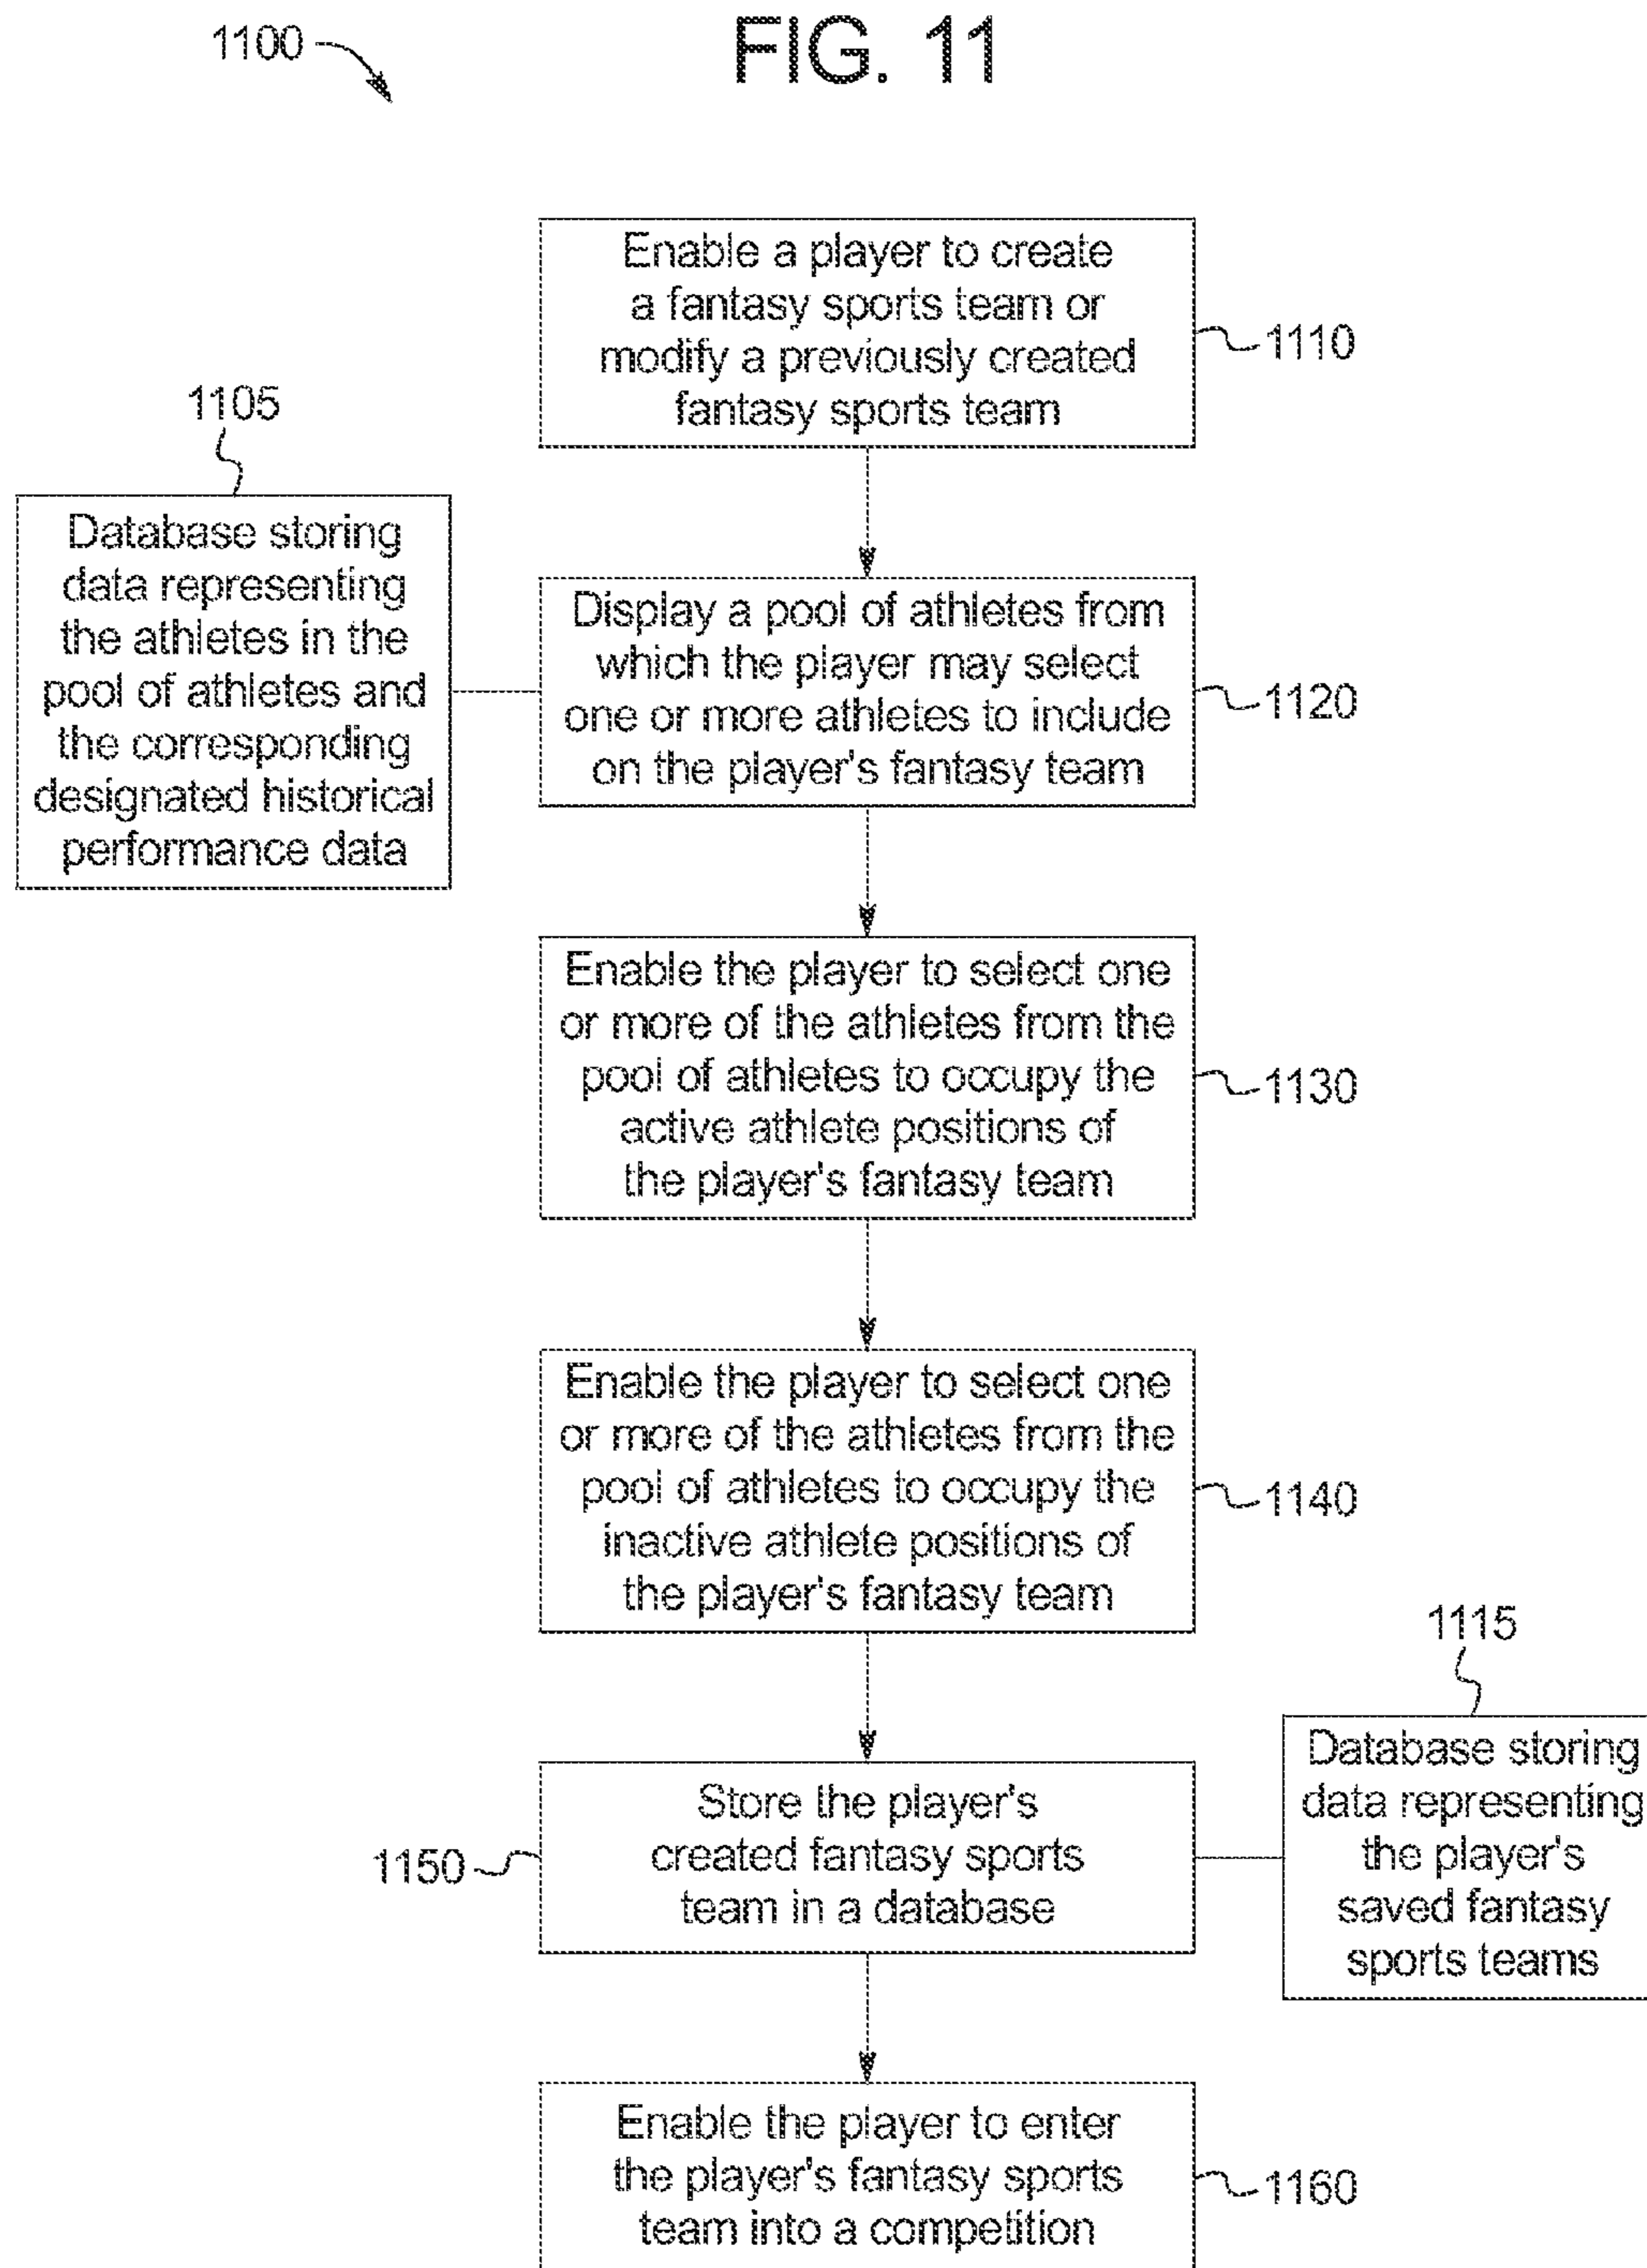 1100
FIG. 11
Enable a player to create
a fantasy sports team or
modify a previously created
fantasy sports team
1110
1105
Database storing
data representing
the athletes in the
pool of athletes and
the corresponding
designated historical
performance data
Display a pool of athletes from
which the player may select
one or more athletes to include
on the player's fantasy team
1120
Enable the player to select one
or more of the athletes from the
pool of athletes to occupy the
active athlete positions of
the player's fantasy team
1130
Enable the player to select one
or more of the athletes from the
pool of athletes to occupy the
inactive athlete positions of
the player's fantasy team
1140
1150
Store the player's
created fantasy sports
team in a database
1115
Database storing
data representing
the player's
saved fantasy
sports teams
Enable the player to enter
the player's fantasy sports
team into a competition
1160